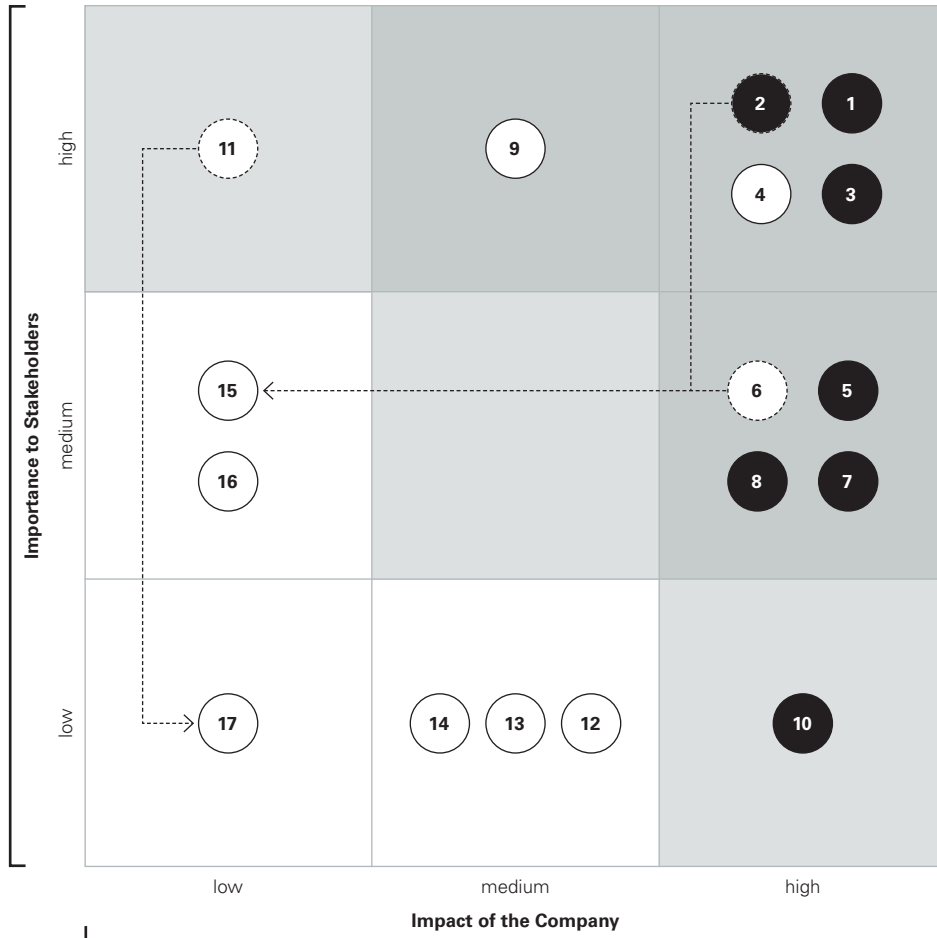 Importance to Stakeholders
high
11
9
2
1
4
3
medium
15
6
5
16
8
7
low
17
14
13
12
10
low
medium
high
Impact of the Company